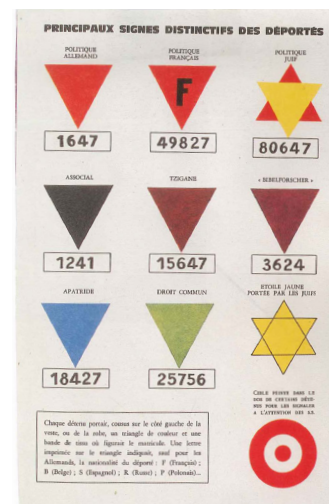 PRINCIPAUX SIGNES DISTINCTIFS DES DÉPORTÉS
POLITIQUE
ALLEMAND
POLITIQUE
FRANÇAIS
POLITIQUE
JUIF
F
1647
49827
80647
ASSOCIAL
TZIGANE
« BIBELFORSCHER »
1241
15647
3624
APATRIDE
DROIT COMMUN
ETOILE JAUNE
PORTÉE PAR LES JUIFS
18427
25756
CIBLE PEINTE DANS LE
DOS DE CERTAINS DÉTE-
NUS POUR LES SIGNALER
A L'ATTENTION DES S.S.
Chaque détenu portait, cousus sur le côté gauche de la
veste, ou de la robe, un triangle de couleur et une
bande de tissu où figurait le matricule. Une lettre
imprimée sur le triangle indiquait, sauf pour les
Allemands, la nationalité du déporté : F (Français) ;
B (Belge) ; S (Espagnol) ; R (Russe) ; P (Polonais)...